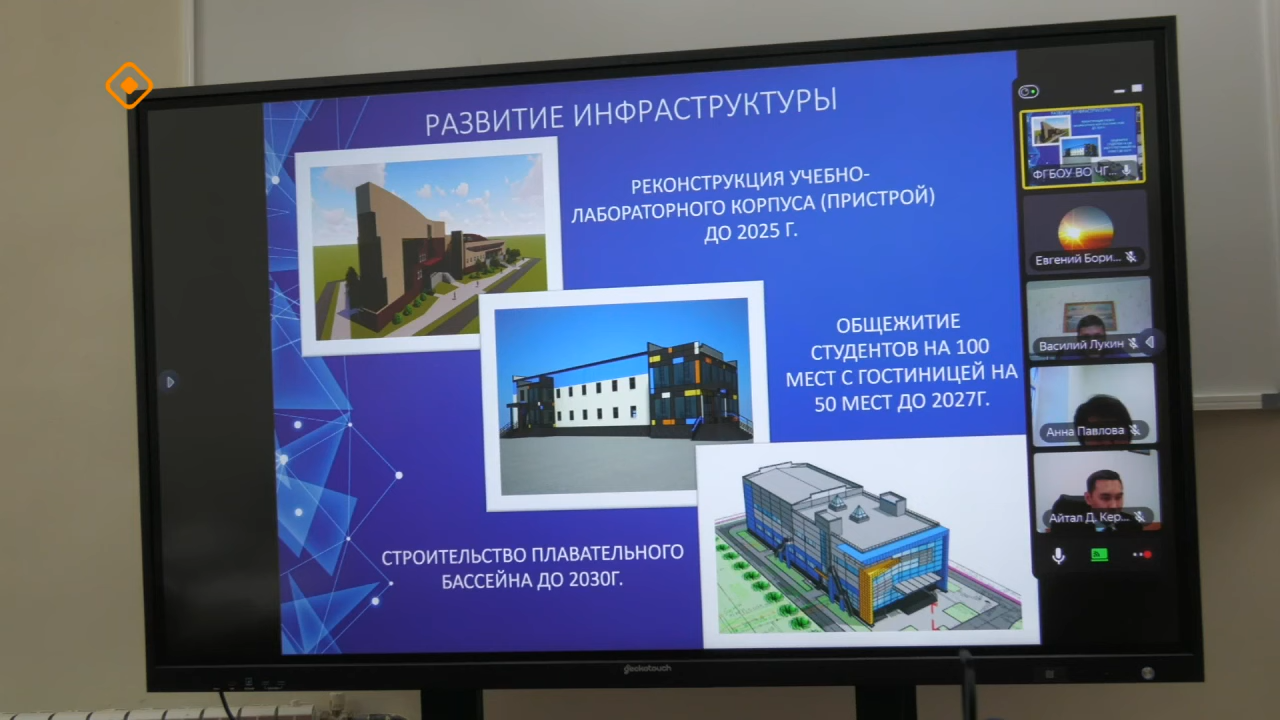 РАЗВИТИЕ ИНФРАСТРУКТУРЫ
РЕКОНСТРУКЦИЯ УЧЕБНО-
ЛАБОРАТОРНОГО КОРПУСА (ПРИСТРОЙ)
ДО 2025 Г.
ОБЩЕЖИТИЕ
СТУДЕНТОВ НА 100
МЕСТ С ГОСТИНИЦЕЙ НА
50 МЕСТ ДО 2027Г.
СТРОИТЕЛЬСТВО ПЛАВАТЕЛЬНОГО
БАССЕЙНА ДО 2030Г.
ФГБОУ ВО ЧГ...
Евгений Бори...
Василий Лукин
Анна Павлова
Айтал Д. Кер...
geckotouch